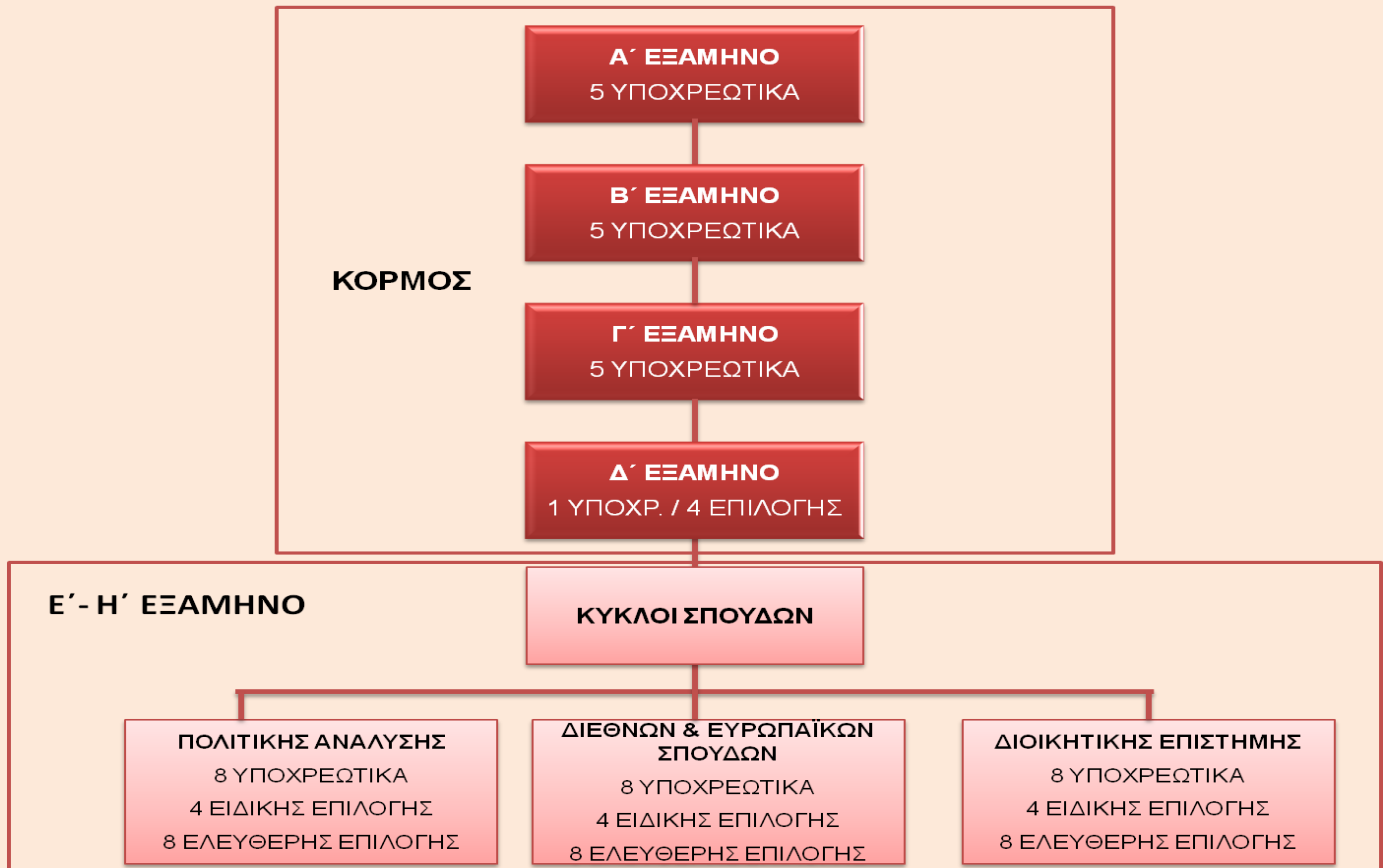 Α΄ ΕΞΑΜΗΝΟ
5 ΥΠΟΧΡΕΩΤΙΚΑ
Β΄ ΕΞΑΜΗΝΟ
5 ΥΠΟΧΡΕΩΤΙΚΑ
ΚΟΡΜΟΣ
Γ΄ ΕΞΑΜΗΝΟ
5 ΥΠΟΧΡΕΩΤΙΚΑ
Δ΄ ΕΞΑΜΗΝΟ
1 ΥΠΟΧΡ. / 4 ΕΠΙΛΟΓΗΣ
Ε΄- Η΄ ΕΞΑΜΗΝΟ
ΚΥΚΛΟΙ ΣΠΟΥΔΩΝ
ΠΟΛΙΤΙΚΗΣ ΑΝΑΛΥΣΗΣ
8 ΥΠΟΧΡΕΩΤΙΚΑ
4 ΕΙΔΙΚΗΣ ΕΠΙΛΟΓΗΣ
8 ΕΛΕΥΘΕΡΗΣ ΕΠΙΛΟΓΗΣ
ΔΙΕΘΝΩΝ & ΕΥΡΩΠΑΪΚΩΝ
ΣΠΟΥΔΩΝ
8 ΥΠΟΧΡΕΩΤΙΚΑ
4 ΕΙΔΙΚΗΣ ΕΠΙΛΟΓΗΣ
8 ΕΛΕΥΘΕΡΗΣ ΕΠΙΛΟΓΗΣ
ΔΙΟΙΚΗΤΙΚΗΣ ΕΠΙΣΤΗΜΗΣ
8 ΥΠΟΧΡΕΩΤΙΚΑ
4 ΕΙΔΙΚΗΣ ΕΠΙΛΟΓΗΣ
8 ΕΛΕΥΘΕΡΗΣ ΕΠΙΛΟΓΗΣ